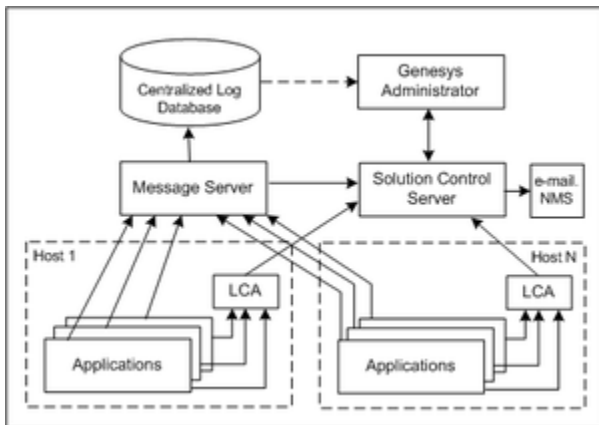 Centralized Log
Database
Genesys
Administrator
Message Server
Solution Control
Server
e-mail.
NMS
Host 1
Host N
LCA
LCA
Applications
Applications